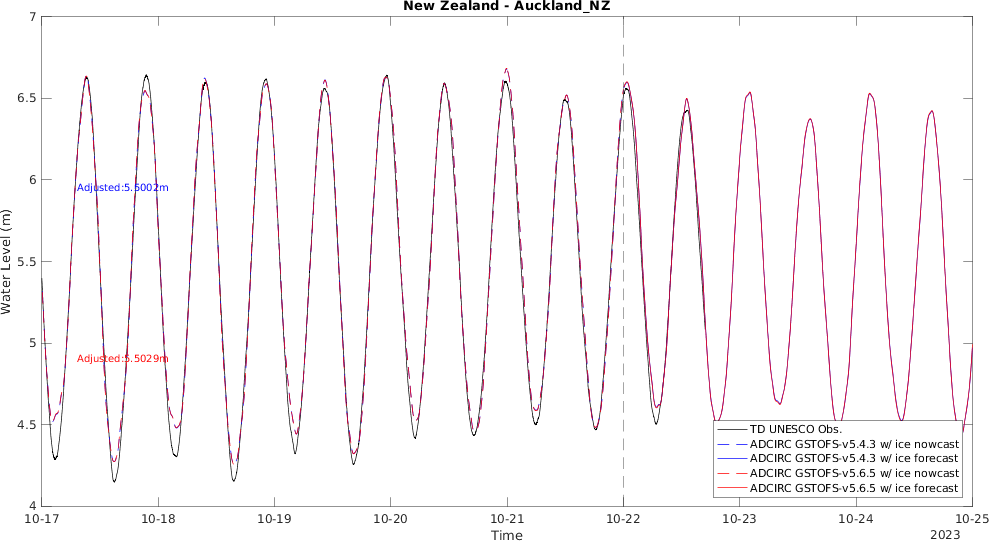 New Zealand - Auckland_NZ
7
6.5
6
5.5
5
4.5
4
Water Level (m)
Adjusted:5.5002m
Adjusted:5.5029m
TD UNESCO Obs.
ADCIRC GSTOFS-v5.4.3 w/ ice nowcast
ADCIRC GSTOFS-v5.4.3 w/ ice forecast
ADCIRC GSTOFS-v5.6.5 w/ ice nowcast
ADCIRC GSTOFS-v5.6.5 w/ ice forecast
10-17 10-18 10-19 10-20 10-21 10-22 10-23 10-24 10-25
Time
2023